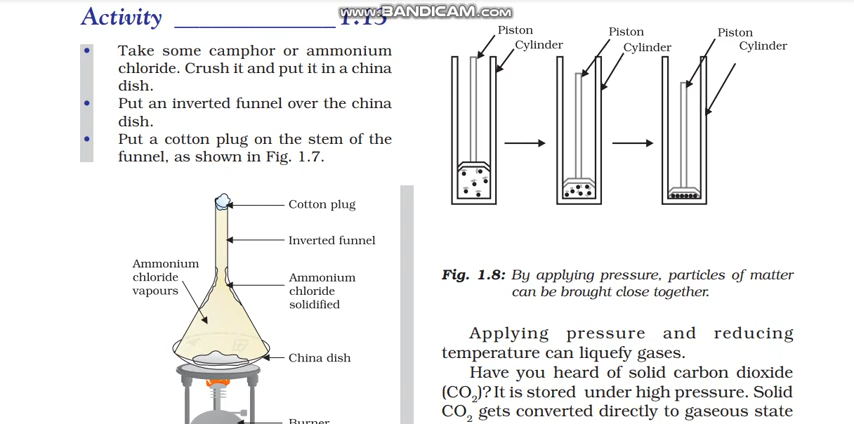 WWW.BANDICAM.COM
Activity ______________ 1.13
• Take some camphor or ammonium
chloride. Crush it and put it in a china
dish.
• Put an inverted funnel over the china
dish.
• Put a cotton plug on the stem of the
funnel, as shown in Fig. 1.7.
Cotton plug
Inverted funnel
Ammonium
chloride
vapours
Ammonium
chloride
solidified
China dish
Burner
Piston
Cylinder
Piston
Cylinder
Piston
Cylinder
Fig. 1.8: By applying pressure, particles of matter
can be brought close together.
Applying pressure and reducing
temperature can liquefy gases.
Have you heard of solid carbon dioxide
(CO₂)? It is stored under high pressure. Solid
CO₂ gets converted directly to gaseous state